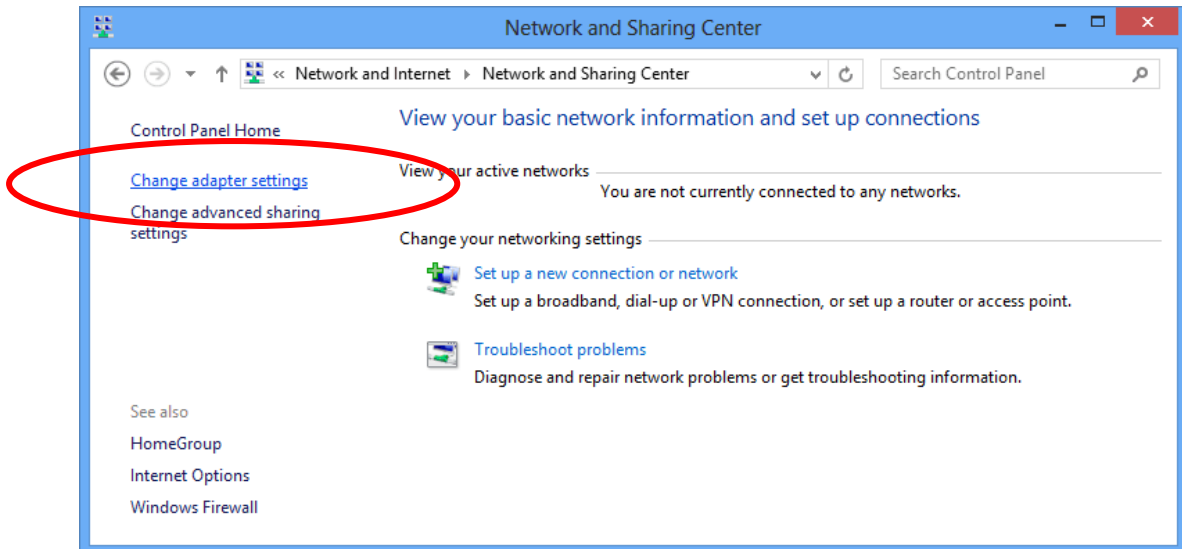 Network and Sharing Center
« Network and Internet Network and Sharing Center
Search Control Panel
Control Panel Home
Change adapter settings
Change advanced sharing
settings
See also
HomeGroup
Internet Options
Windows Firewall
View your basic network information and set up connections
View your active networks
You are not currently connected to any networks.
Change your networking settings
Set up a new connection or network
Set up a broadband, dial-up or VPN connection, or set up a router or access point.
Troubleshoot problems
Diagnose and repair network problems or get troubleshooting information.